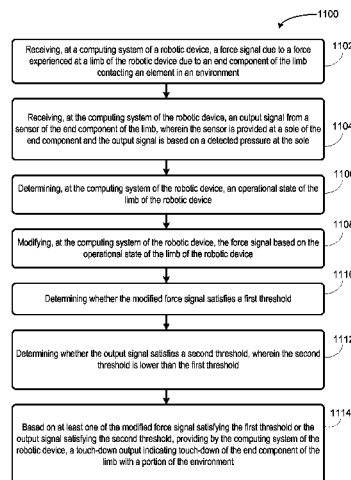 1100
Receiving, at a computing system of a robotic device, a force signal due to a force
experienced at a limb of the robotic device due to an end component of the limb
contacting an element in an environment
1102
Receiving, at the computing system of the robotic device, an output signal from a
sensor of the end component of the limb, wherein the sensor is provided at a sole of the
end component and the output signal is based on a detected pressure at the sole
1104
Determining, at the computing system of the robotic device, an operational state of the
limb of the robotic device
1106
Modifying, at the computing system of the robotic device, the force signal based on the
operational state of the limb of the robotic device
1108
Determining whether the modified force signal satisfies a first threshold
1110
Determining whether the output signal satisfies a second threshold, wherein the second
threshold is lower than the first threshold
1112
Based on at least one of the modified force signal satisfying the first threshold or the
output signal satisfying the second threshold, providing by the computing system of the
robotic device, a touch-down output indicating touch-down of the end component of the
limb with a portion of the environment
1114